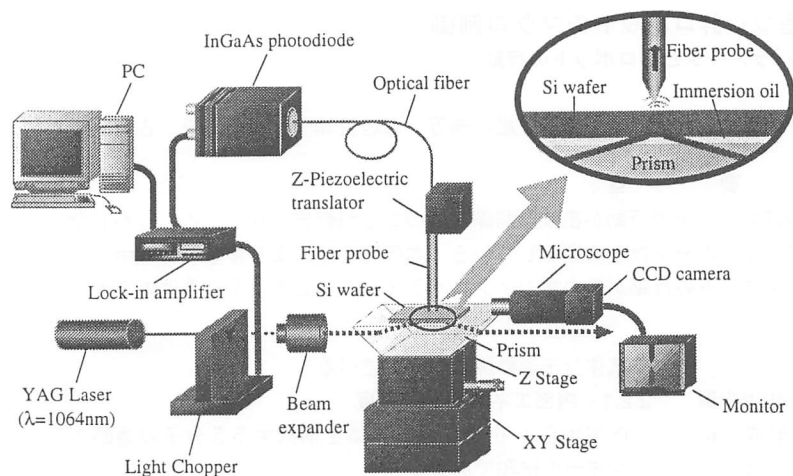 InGaAs photodiode
PC
Optical fiber
Fiber probe
Si wafer
Immersion oil
Prism
Z-Piezoelectric
translator
Fiber probe
Microscope
CCD camera
Si wafer
Lock-in amplifier
Prism
Z Stage
YAG Laser
(λ=1064nm)
Beam
expander
Monitor
XY Stage
Light Chopper